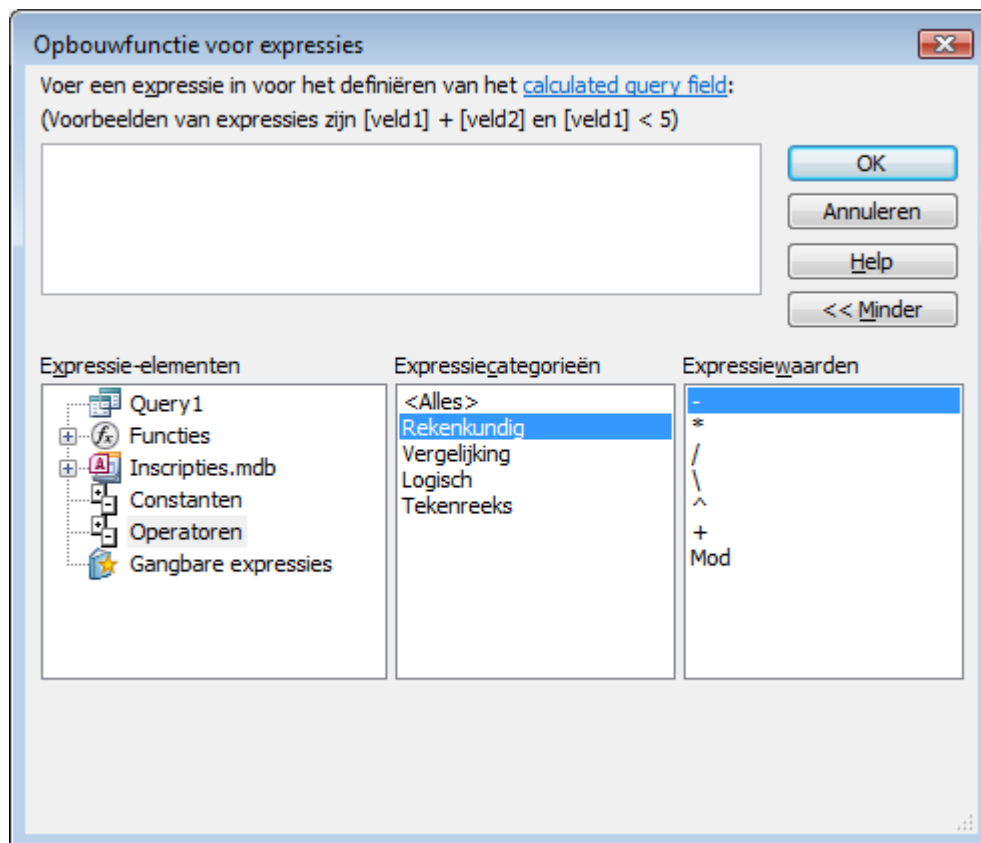 Opbouwfunctie voor expressies
Voer een expressie in voor het definiëren van het calculated query field:
(Voorbeelden van expressies zijn [veld1] + [veld2] en [veld1] < 5)
OK
Annuleren
Help
<< Minder
Expressie-elementen
Query1
Functies
Inscripties.mdb
Constanten
Operatoren
Gangbare expressies
Expressiecategorieën
<Alles>
Rekenkundig
Vergelijking
Logisch
Tekenreeks
Expressiewaarden
-
*
/
\
^
+
Mod